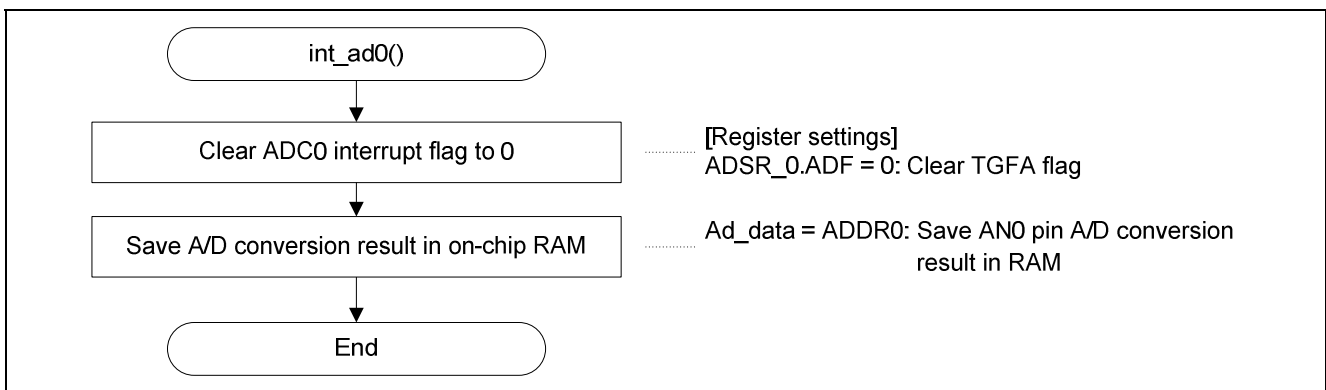 int_ad0()
Clear ADC0 interrupt flag to 0
[Register settings]
ADSR_0.ADF = 0: Clear TGFA flag
Save A/D conversion result in on-chip RAM
Ad_data = ADDR0: Save AN0 pin A/D conversion
result in RAM
End